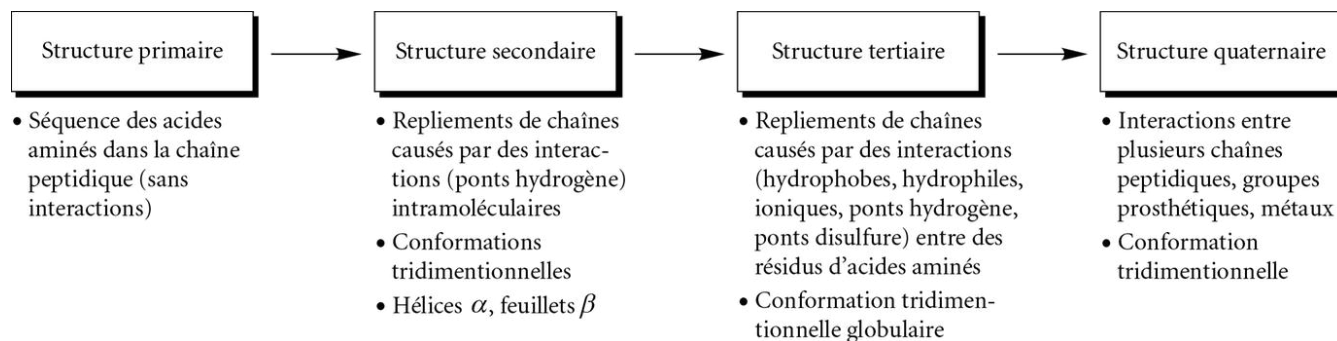 Structure primaire
• Séquence des acides
aminés dans la chaîne
peptidique (sans
interactions)
Structure secondaire
• Repliements de chaînes
causés par des interac-
tions (ponts hydrogène)
intramoléculaires
• Conformations
tridimentionnelles
• Hélices α, feuillets β
Structure tertiaire
• Repliements de chaînes
causés par des interactions
(hydrophobes, hydrophiles,
ioniques, ponts hydrogène,
ponts disulfure) entre des
résidus d’acides aminés
• Conformation tridimen-
tionnelle globulaire
Structure quaternaire
• Interactions entre
plusieurs chaînes
peptidiques, groupes
prosthétiques, métaux
• Conformation
tridimentionnelle